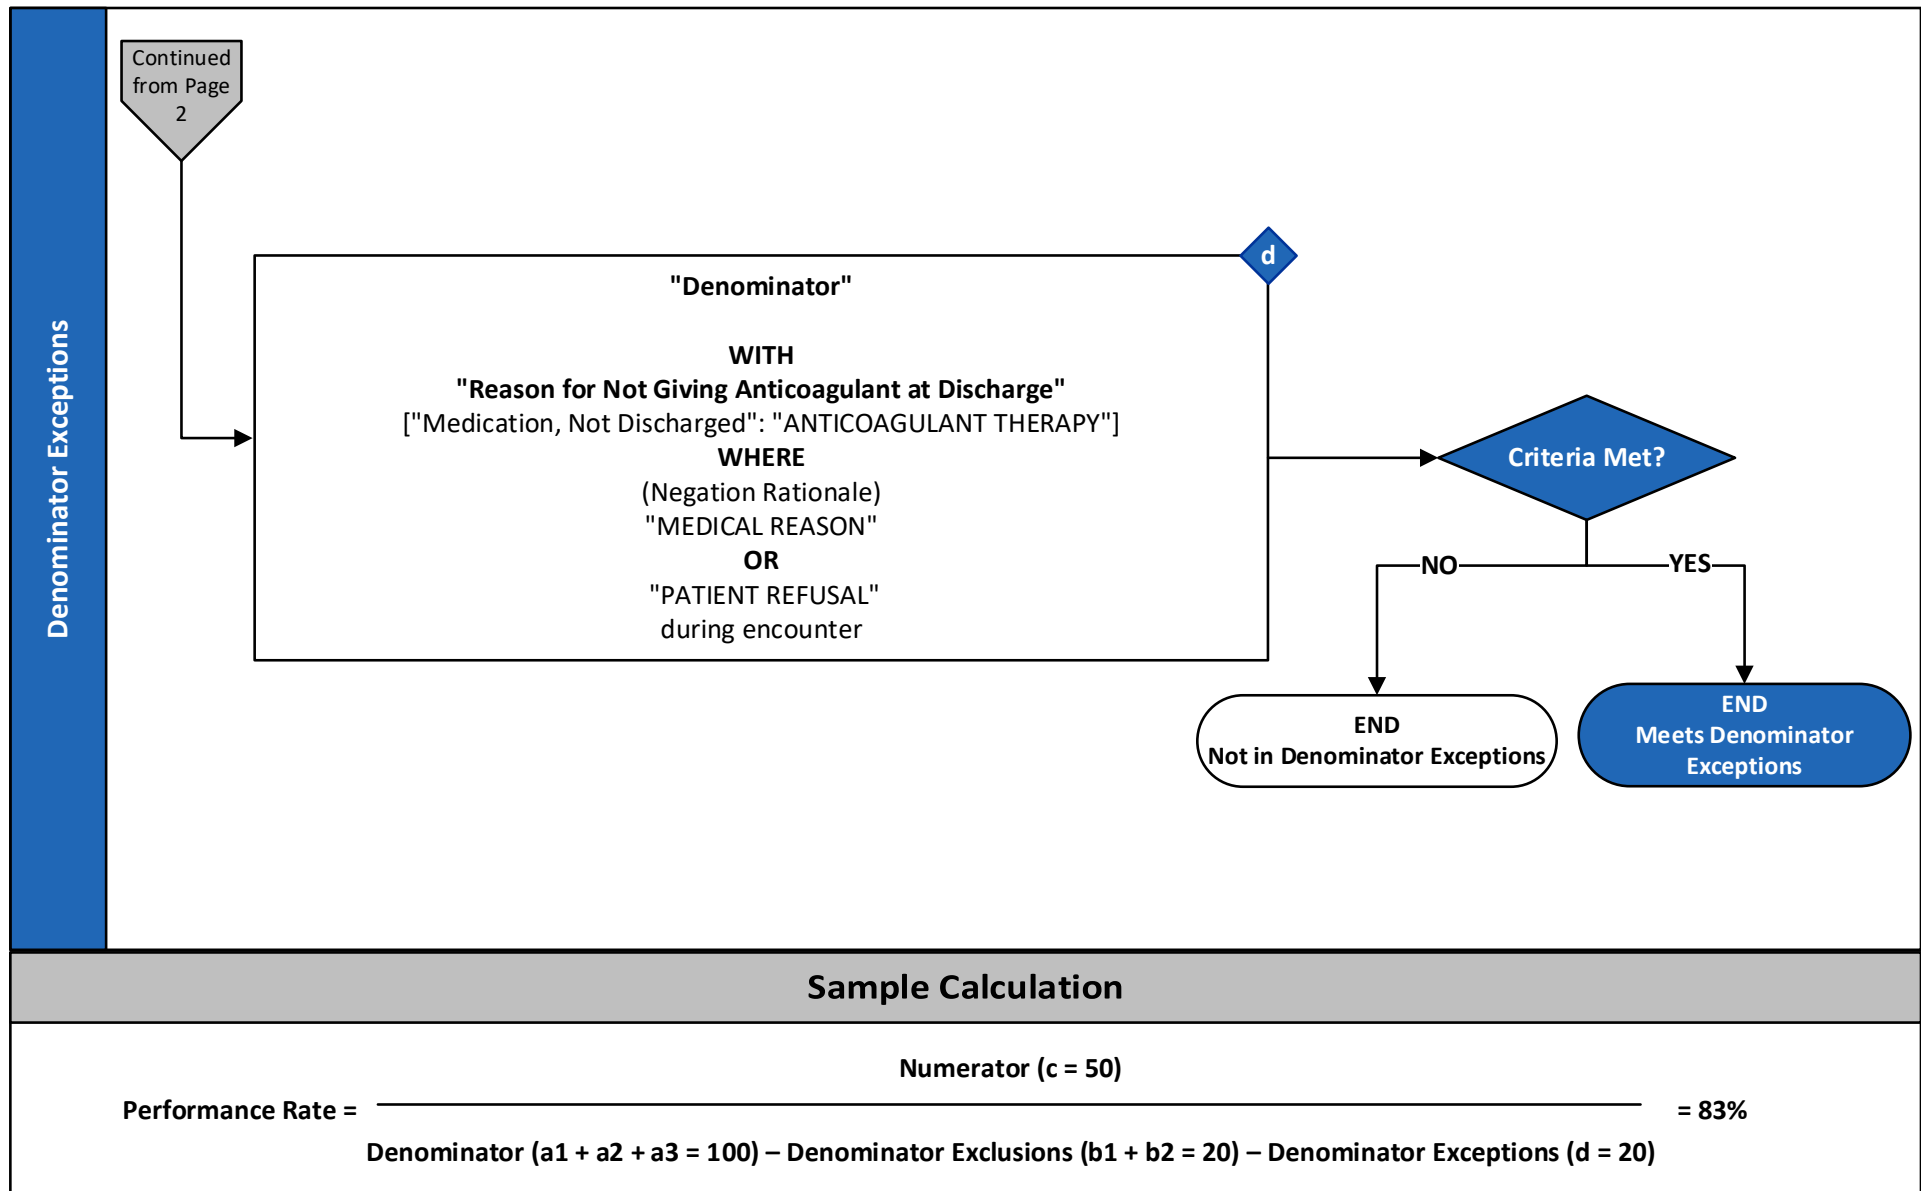 Denominator Exceptions
Continued
from Page
2
d
"Denominator"
WITH
"Reason for Not Giving Anticoagulant at Discharge"
["Medication, Not Discharged": "ANTICOAGULANT THERAPY"]
WHERE
(Negation Rationale)
"MEDICAL REASON"
OR
"PATIENT REFUSAL"
during encounter
Criteria Met?
NO
YES
END
Not in Denominator Exceptions
END
Meets Denominator
Exceptions
Sample Calculation
Numerator (c = 50)
Performance Rate =
= 83%
Denominator (a1 + a2 + a3 = 100) – Denominator Exclusions (b1 + b2 = 20) – Denominator Exceptions (d = 20)